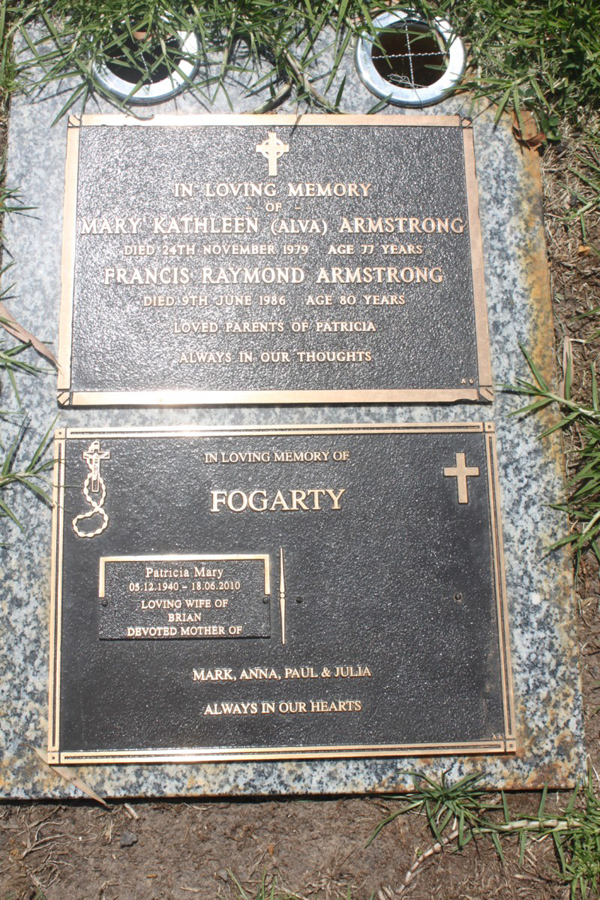 IN LOVING MEMORY
- OF -
MARY KATHLEEN (ALVA) ARMSTRONG
DIED 24TH NOVEMBER 1979 AGE 77 YEARS
FRANCIS RAYMOND ARMSTRONG
DIED 9TH JUNE 1986 AGE 80 YEARS
LOVED PARENTS OF PATRICIA
ALWAYS IN OUR THOUGHTS
IN LOVING MEMORY OF
FOGARTY
Patricia Mary
05.12.1940 - 18.06.2010
LOVING WIFE OF
BRIAN
DEVOTED MOTHER OF
MARK, ANNA, PAUL & JULIA
ALWAYS IN OUR HEARTS